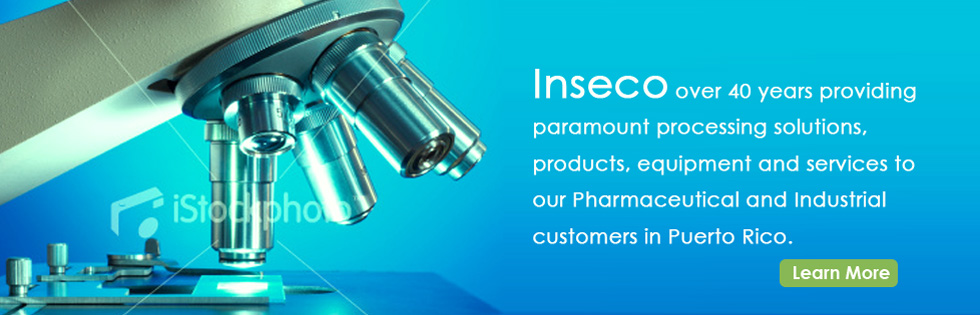 Inseco over 40 years providing
paramount processing solutions,
products, equipment and services to
our Pharmaceutical and Industrial
customers in Puerto Rico.
Learn More
iStockphoto